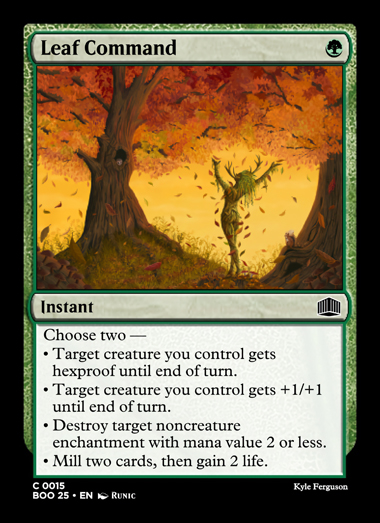 Leaf Command
Instant
Choose two —
• Target creature you control gets
hexproof until end of turn.
• Target creature you control gets +1/+1
until end of turn.
• Destroy target noncreature
enchantment with mana value 2 or less.
• Mill two cards, then gain 2 life.
C 0015
BOO 25 • EN Runic
Kyle Ferguson